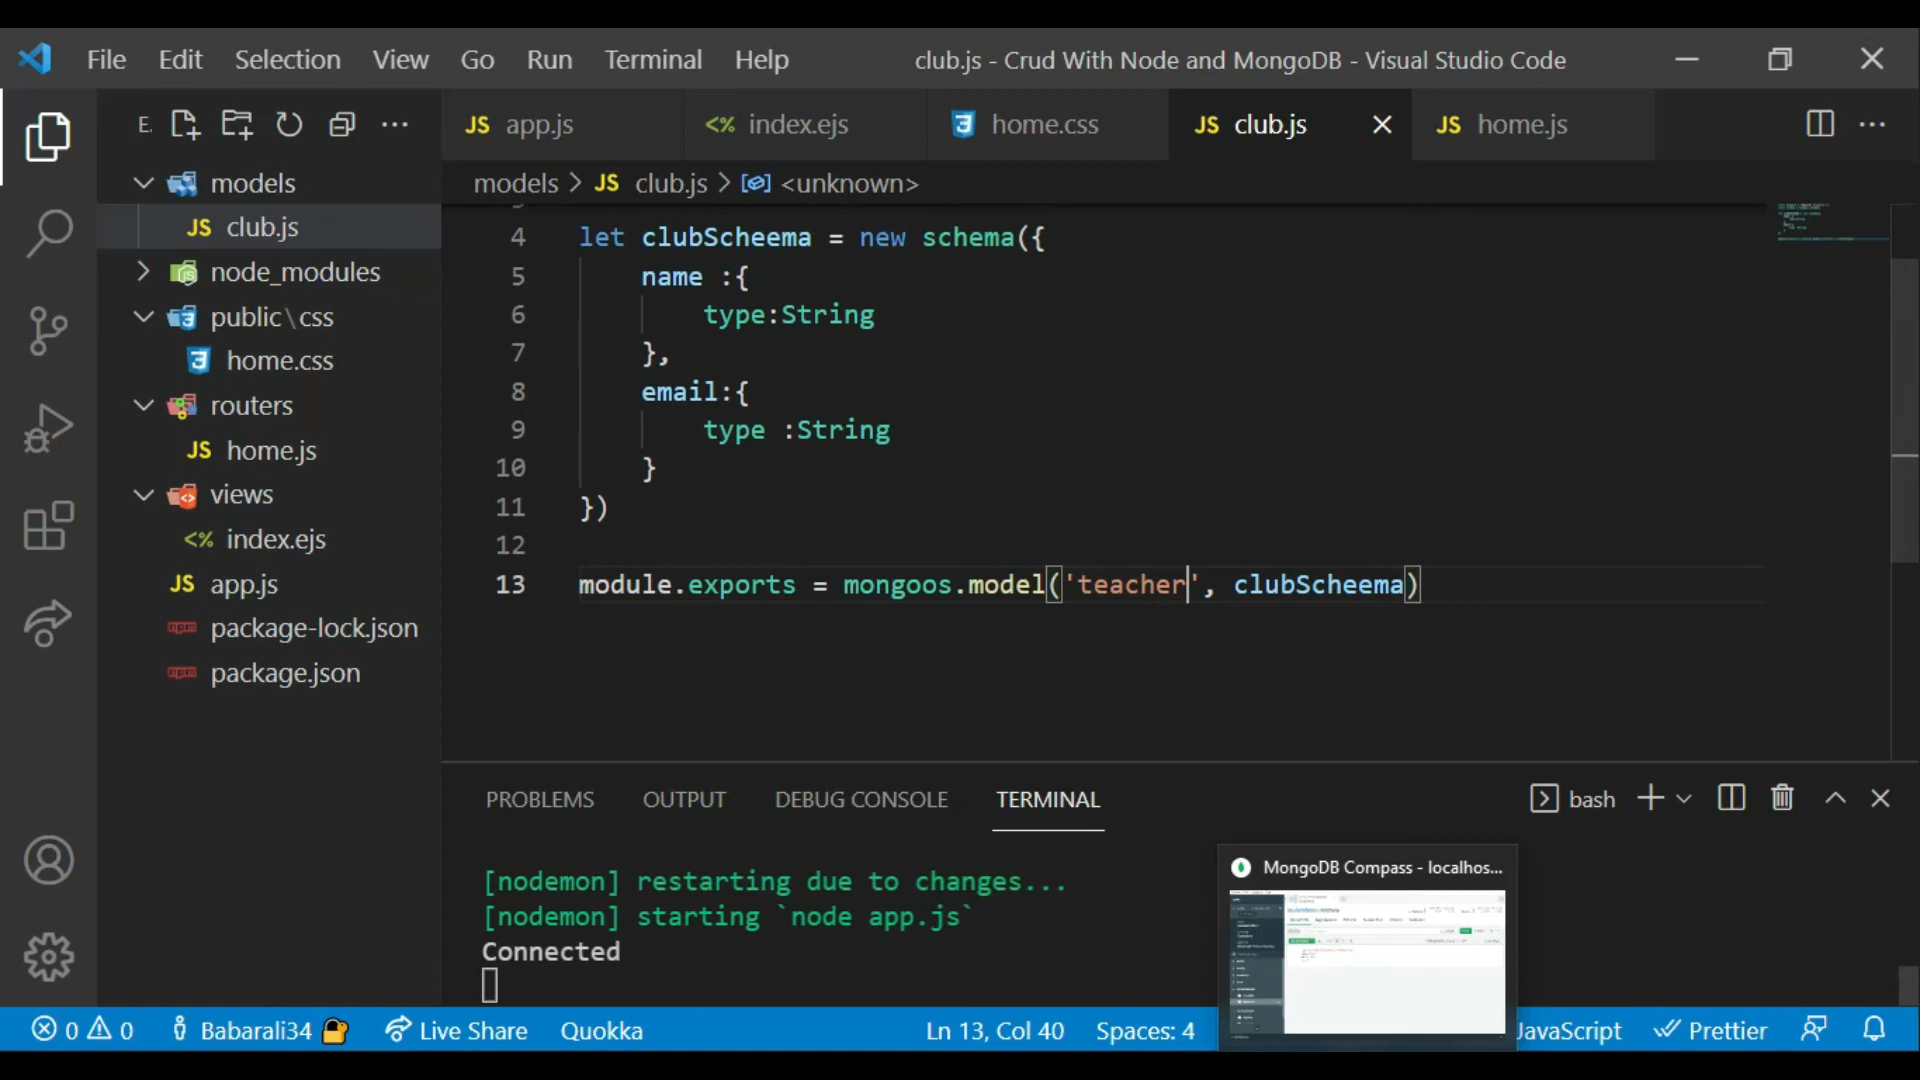 File Edit Selection View Go Run Terminal Help club.js - Crud With Node and MongoDB - Visual Studio Code
E.
JS app.js <% index.ejs home.css JS club.js JS home.js
models > JS club.js > <unknown>
models
JS club.js
node_modules
public\css
home.css
routers
JS home.js
views
<% index.ejs
JS app.js
package-lock.json
package.json
4 let clubScheema = new schema({
5 name :{
6 type:String
7 },
8 email:{
9 type :String
10 }
11 })
12
13 module.exports = mongoos.model('teacher', clubScheema)
PROBLEMS OUTPUT DEBUG CONSOLE TERMINAL bash
[nodemon] restarting due to changes...
[nodemon] starting `node app.js`
Connected
MongoDB Compass - localhos...
0 0 Babarali34 Live Share Quokka Ln 13, Col 40 Spaces: 4 JavaScript Prettier